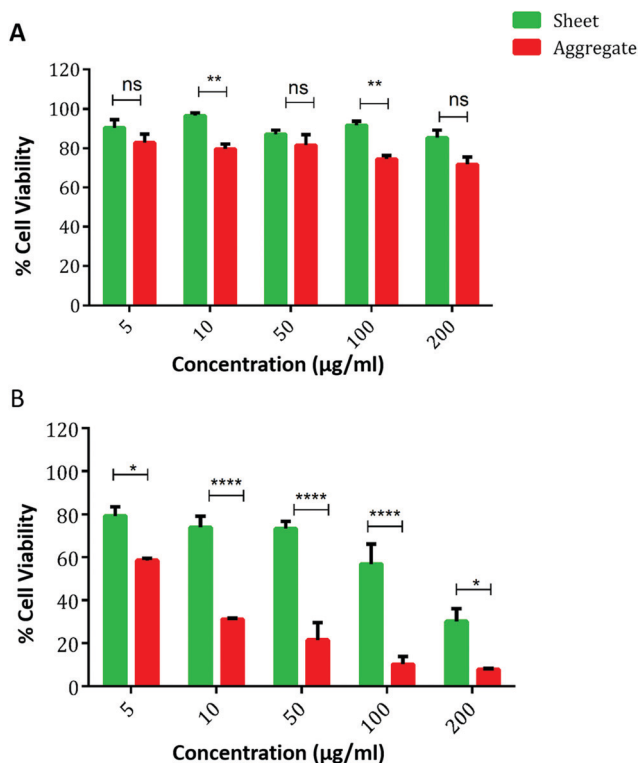 A
Sheet
Aggregate
% Cell Viability
120
100
80
60
40
20
0
ns
**
ns
**
ns
5
10
50
100
200
Concentration (µg/ml)
B
% Cell Viability
120
100
80
60
40
20
0
*
****
****
****
*
5
10
50
100
200
Concentration (µg/ml)